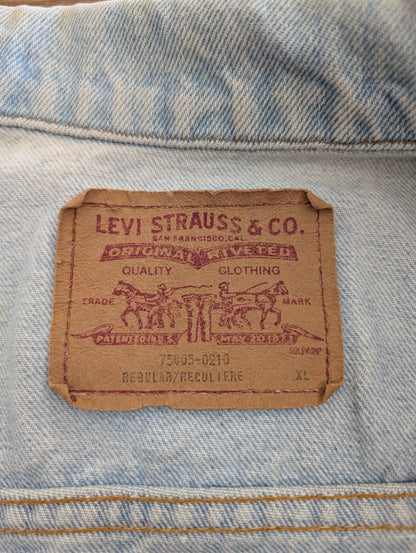 LEVI STRAUSS & CO.
SAN FRANCISCO, CAL.
ORIGINAL RIVETED
QUALITY CLOTHING
TRADE MARK
PATENTED IN U.S. MAY 20 1873
75405-0210
REGULAR/REGULIERE XL